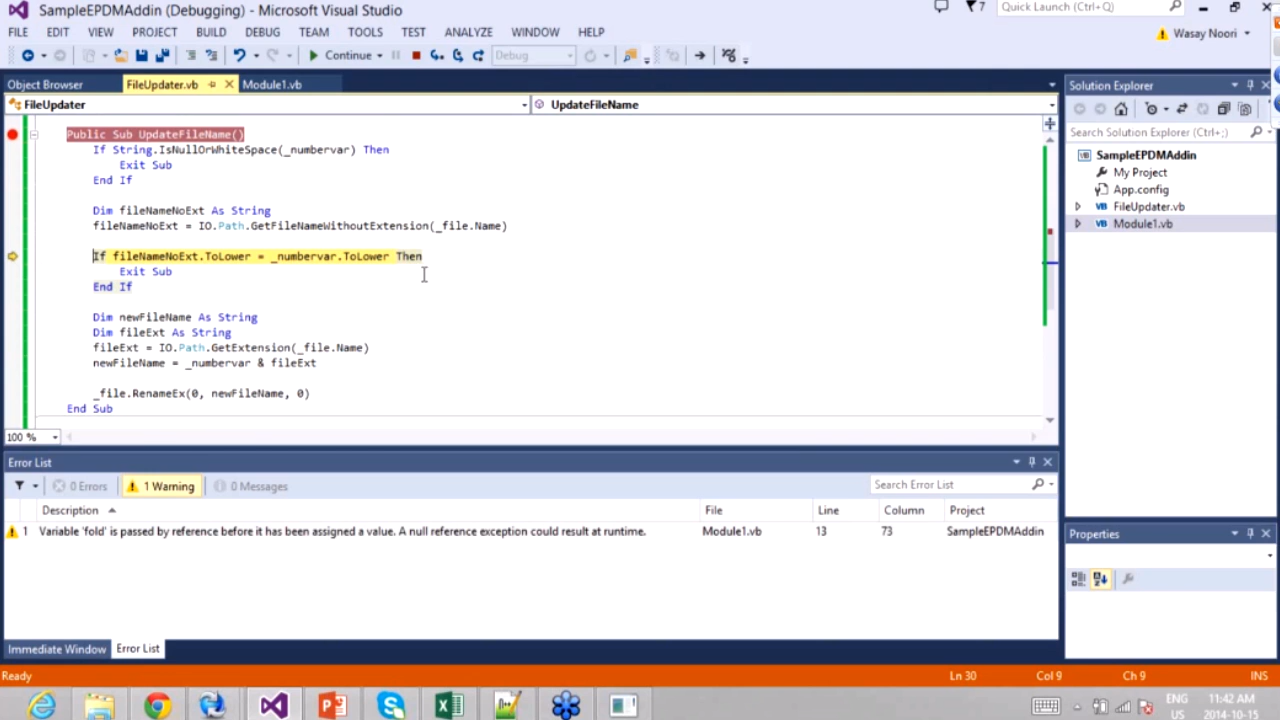 SampleEPDMAddin (Debugging) - Microsoft Visual Studio
7
Quick Launch (Ctrl+Q)
FILE EDIT VIEW PROJECT BUILD DEBUG TEAM TOOLS TEST ANALYZE WINDOW HELP
Wasay Noori
Continue
Debug
Object Browser
FileUpdater.vb
Module1.vb
FileUpdater
UpdateFileName
Public Sub UpdateFileName()
If String.IsNullOrWhiteSpace(_numbervar) Then
Exit Sub
End If
Dim fileNameNoExt As String
fileNameNoExt = IO.Path.GetFileNameWithoutExtension(_file.Name)
If fileNameNoExt.ToLower = _numbervar.ToLower Then
Exit Sub
End If
Dim newFileName As String
Dim fileExt As String
fileExt = IO.Path.GetExtension(_file.Name)
newFileName = _numbervar & fileExt
_file.RenameEx(0, newFileName, 0)
End Sub
100 %
Solution Explorer
Search Solution Explorer (Ctrl+;)
SampleEPDMAddin
My Project
App.config
VB FileUpdater.vb
VB Module1.vb
Error List
0 Errors
1 Warning
0 Messages
Search Error List
Description File Line Column Project
1 Variable 'fold' is passed by reference before it has been assigned a value. A null reference exception could result at runtime. Module1.vb 13 73 SampleEPDMAddin
Properties
Immediate Window
Error List
Ready
Ln 30 Col 9 Ch 9 INS
ENG
US
11:42 AM
2014-10-15